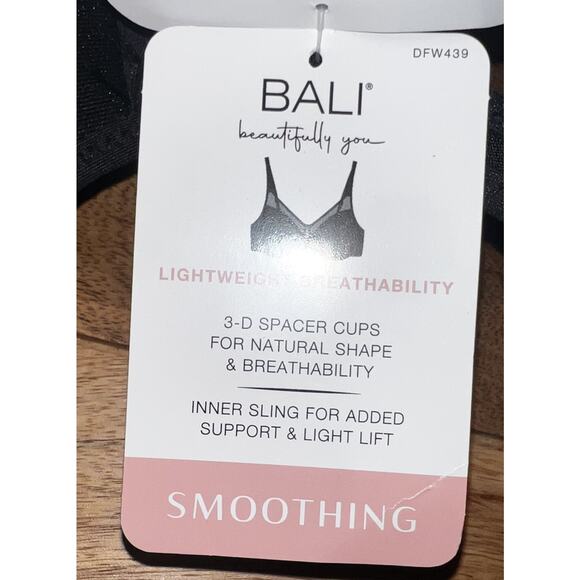 DFW439
BALI®
beautifully you
LIGHTWEIGHT BREATHABILITY
3-D SPACER CUPS
FOR NATURAL SHAPE
& BREATHABILITY
INNER SLING FOR ADDED
SUPPORT & LIGHT LIFT
SMOOTHING